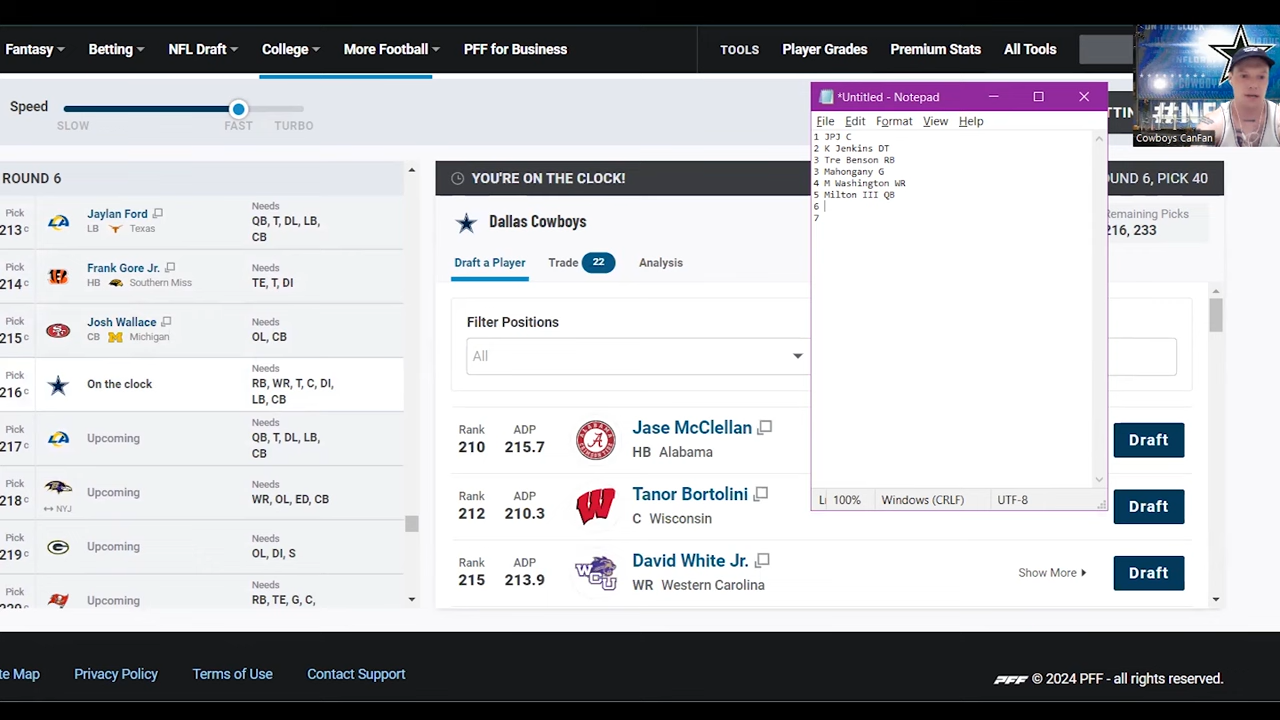 Fantasy Betting NFL Draft College More Football PFF for Business TOOLS Player Grades Premium Stats All Tools
Speed
SLOW FAST TURBO
Cowboys CanFan
*Untitled - Notepad
File Edit Format View Help
1 JPJ C
2 K Jenkins DT
3 Tre Benson RB
3 Mahongany G
4 M Washington WR
5 Milton III QB
6
7
100% Windows (CRLF) UTF-8
ROUND 6
Pick 213 c Jaylan Ford LB Texas Needs QB, T, DL, LB, CB
Pick 214 c Frank Gore Jr. HB Southern Miss Needs TE, T, DI
Pick 215 c Josh Wallace CB Michigan Needs OL, CB
Pick 216 c On the clock Needs RB, WR, T, C, DI, LB, CB
Pick 217 c Upcoming Needs QB, T, DL, LB, CB
Pick 218 c Upcoming Needs WR, OL, ED, CB
NYJ
Pick 219 c Upcoming Needs OL, DI, S
Pick Upcoming Needs RB, TE, G, C,
YOU'RE ON THE CLOCK! OUND 6, PICK 40
Dallas Cowboys
emaining Picks
216, 233
Draft a Player Trade 22 Analysis
Filter Positions
All
Rank 210 ADP 215.7 Jase McClellan HB Alabama Draft
Rank 212 ADP 210.3 Tanor Bortolini C Wisconsin Draft
Rank 215 ADP 213.9 David White Jr. WR Western Carolina Show More Draft
te Map Privacy Policy Terms of Use Contact Support
PFF © 2024 PFF - all rights reserved.